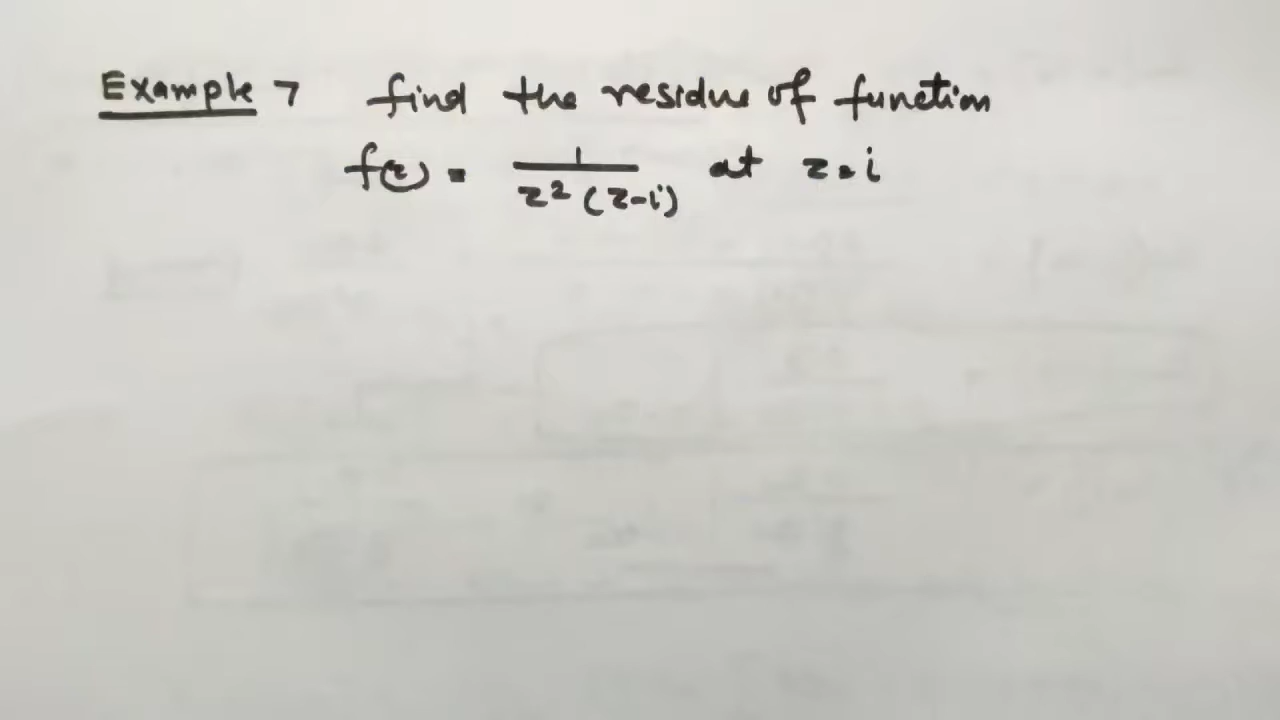 Example 7 find the residue of function
f(z) = 1 / z² (z-i) at z = i